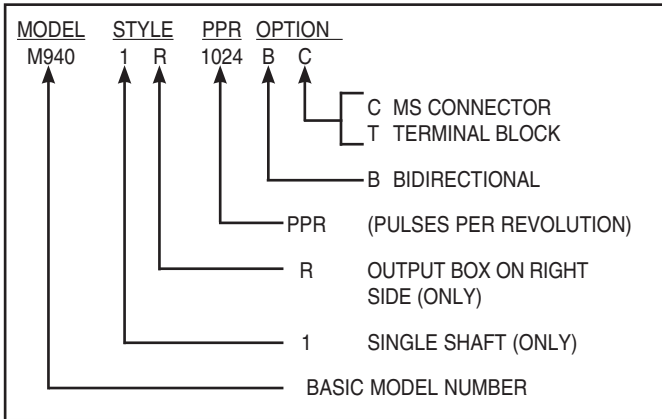 MODEL STYLE PPR OPTION
M940 1 R 1024 B C
C MS CONNECTOR
T TERMINAL BLOCK
B BIDIRECTIONAL
PPR (PULSES PER REVOLUTION)
R OUTPUT BOX ON RIGHT
SIDE (ONLY)
1 SINGLE SHAFT (ONLY)
BASIC MODEL NUMBER